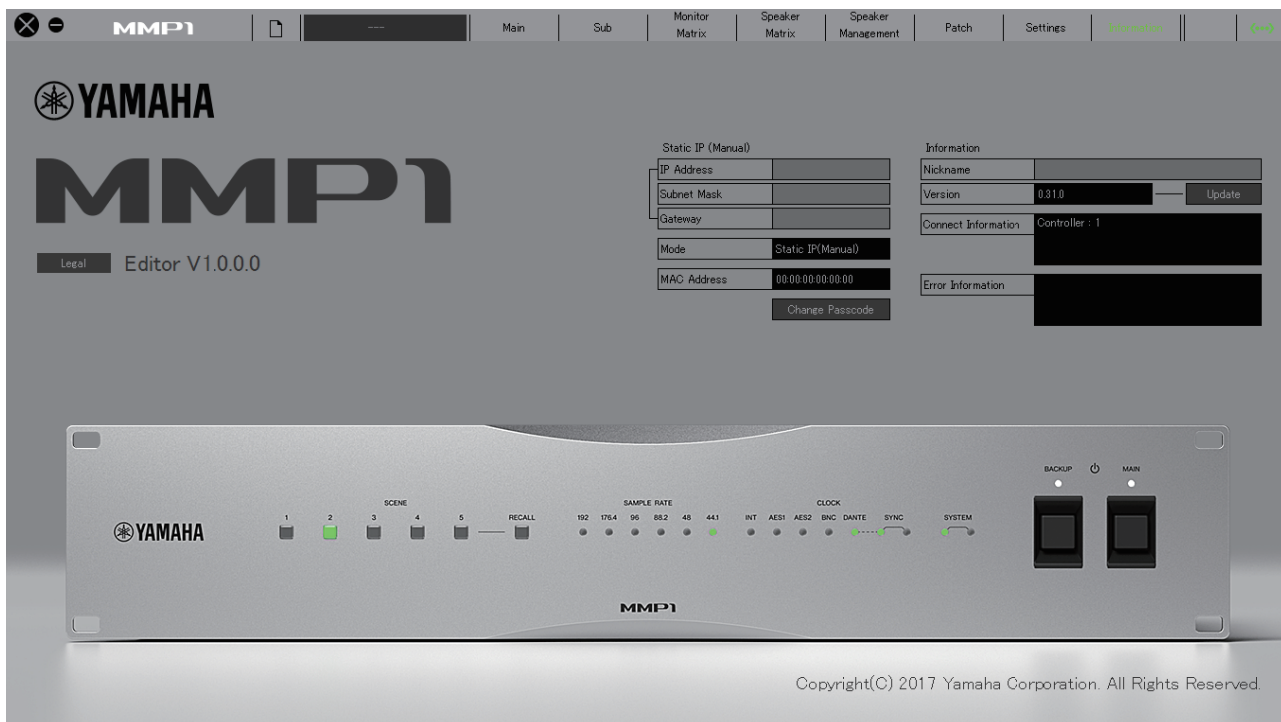 MMP1
---
Main
Sub
Monitor
Matrix
Speaker
Matrix
Speaker
Management
Patch
Settings
Information
YAMAHA
MMP1
Legal
Editor V1.0.0.0
Static IP (Manual)
IP Address
Subnet Mask
Gateway
Mode
Static IP(Manual)
MAC Address
00:00:00:00:00:00
Change Passcode
Information
Nickname
Version
0.31.0
Update
Connect Information
Controller : 1
Error Information
BACKUP
MAIN
SCENE
1 2 3 4 5
RECALL
SAMPLE RATE
192 176.4 96 88.2 48 44.1
CLOCK
INT AES1 AES2 BNC DANTE SYNC
SYSTEM
YAMAHA
MMP1
Copyright(C) 2017 Yamaha Corporation. All Rights Reserved.